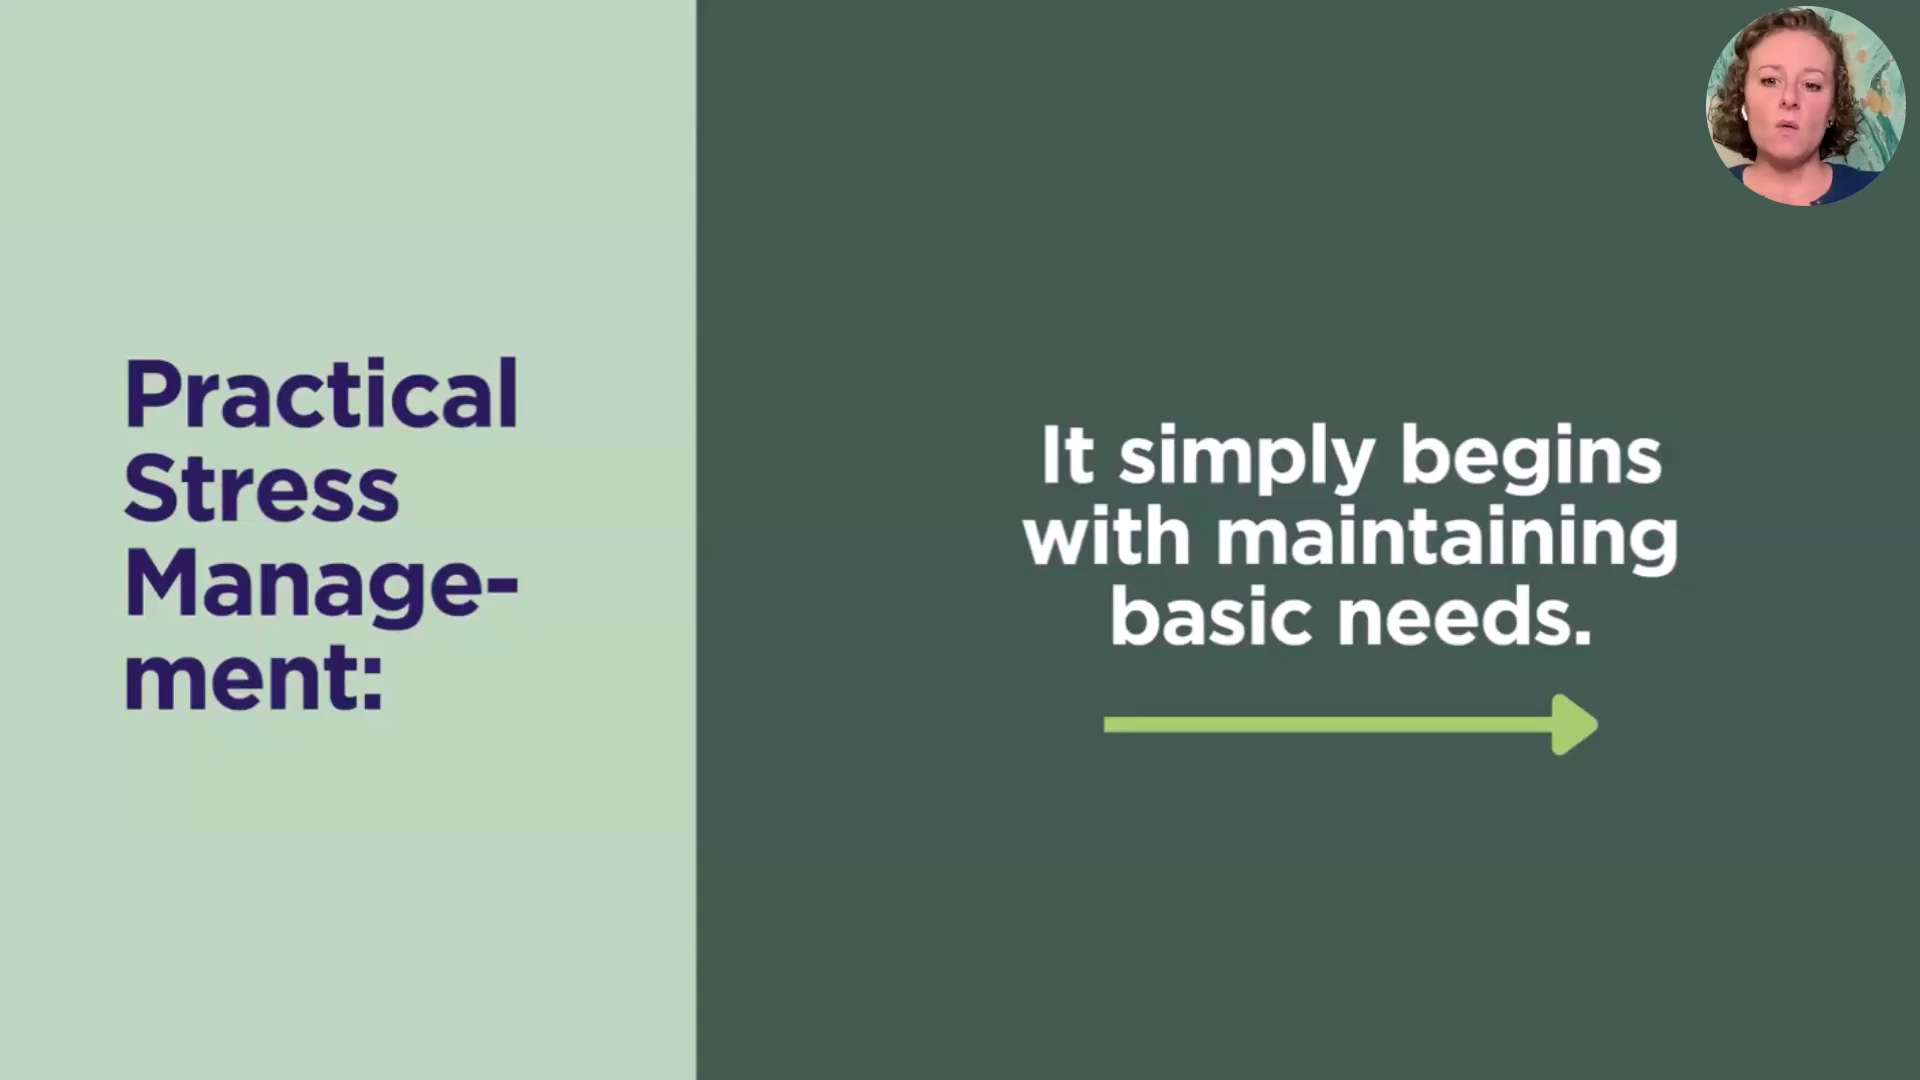 Practical
Stress
Manage-
ment:
It simply begins
with maintaining
basic needs.